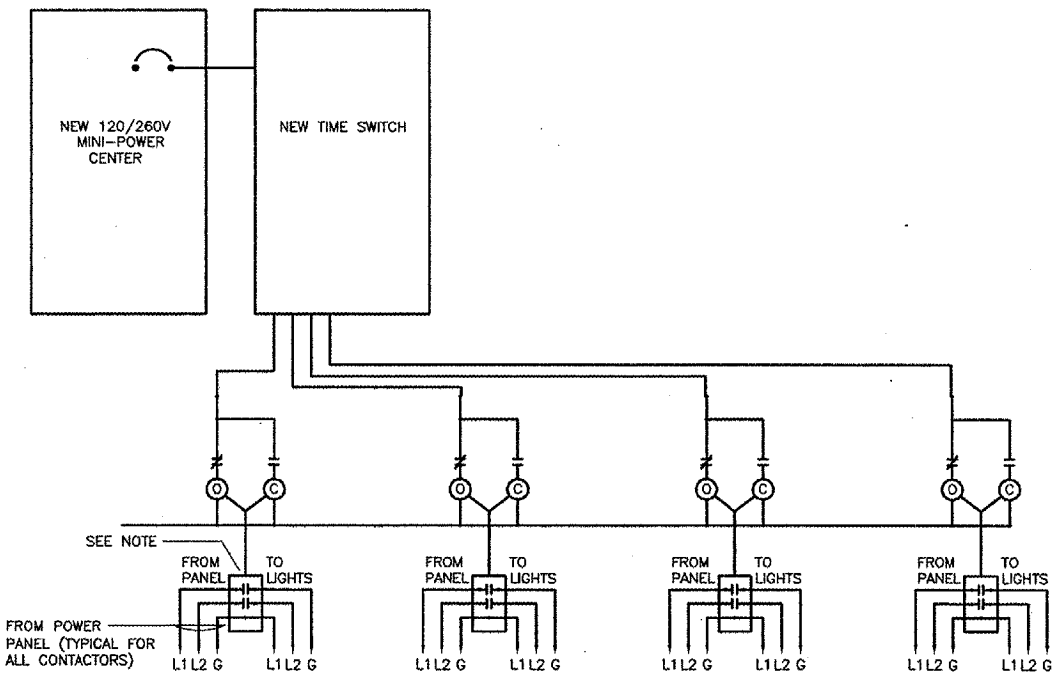 NEW 120/260V
MINI-POWER
CENTER
NEW TIME SWITCH
O C O C O C O C
SEE NOTE
FROM PANEL TO LIGHTS
FROM PANEL TO LIGHTS
FROM PANEL TO LIGHTS
FROM PANEL TO LIGHTS
FROM POWER
PANEL (TYPICAL FOR
ALL CONTACTORS)
L1 L2 G L1 L2 G
L1 L2 G L1 L2 G
L1 L2 G L1 L2 G
L1 L2 G L1 L2 G